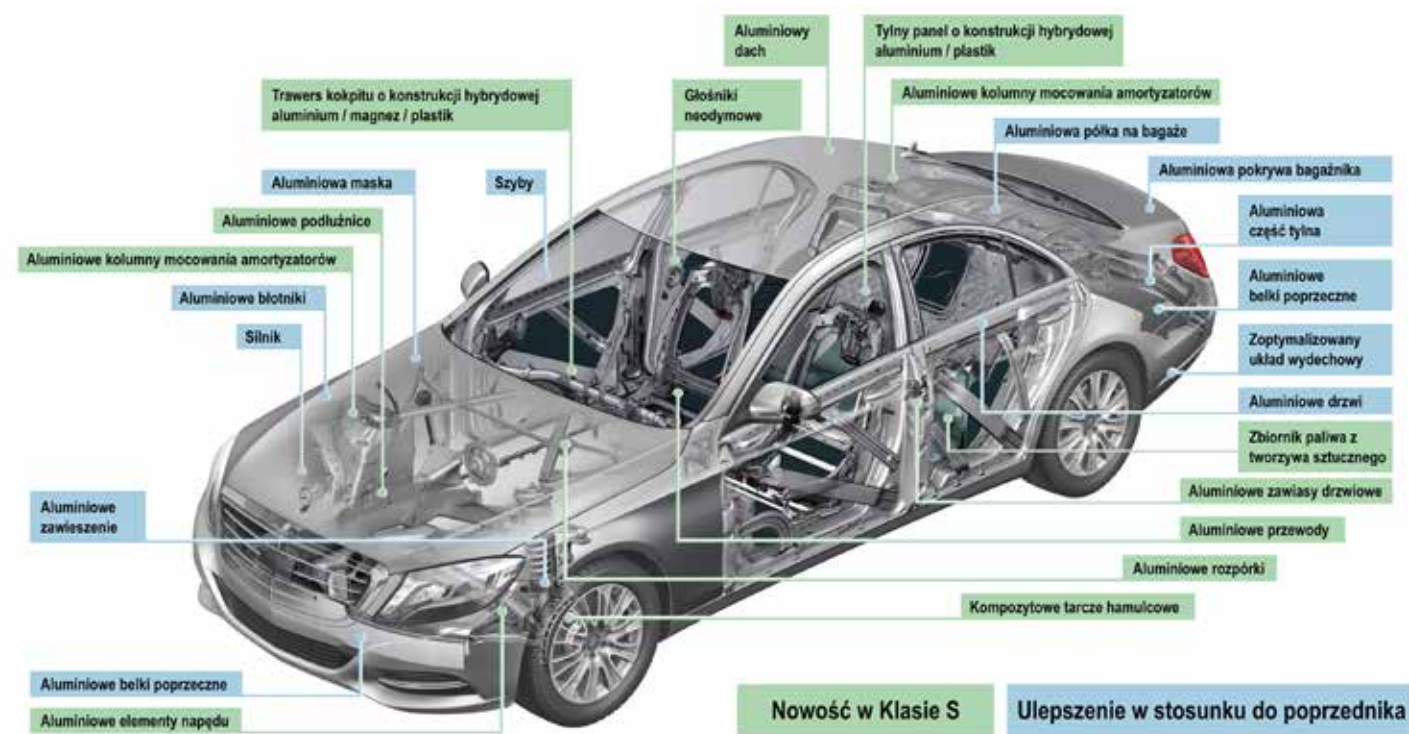 Aluminiowy
dach
Tylny panel o konstrukcji hybrydowej
aluminium / plastik
Trawers kokpitu o konstrukcji hybrydowej
aluminium / magnez / plastik
Głośniki
neodymowe
Aluminiowe kolumny mocowania amortyzatorów
Aluminiowa półka na bagaże
Aluminiowa maska
Szyby
Aluminiowa pokrywa bagażnika
Aluminiowe podłużnice
Aluminiowa
część tylna
Aluminiowe kolumny mocowania amortyzatorów
Aluminiowe
belki poprzeczne
Aluminiowe błotniki
Silnik
Zoptymalizowany
układ wydechowy
Aluminiowe drzwi
Zbiornik paliwa z
tworzywa sztucznego
Aluminiowe zawiasy drzwiowe
Aluminiowe
zawieszenie
Aluminiowe przewody
Aluminiowe rozpórki
Kompozytowe tarcze hamulcowe
Aluminiowe belki poprzeczne
Aluminiowe elementy napędu
Nowość w Klasie S
Ulepszenie w stosunku do poprzednika